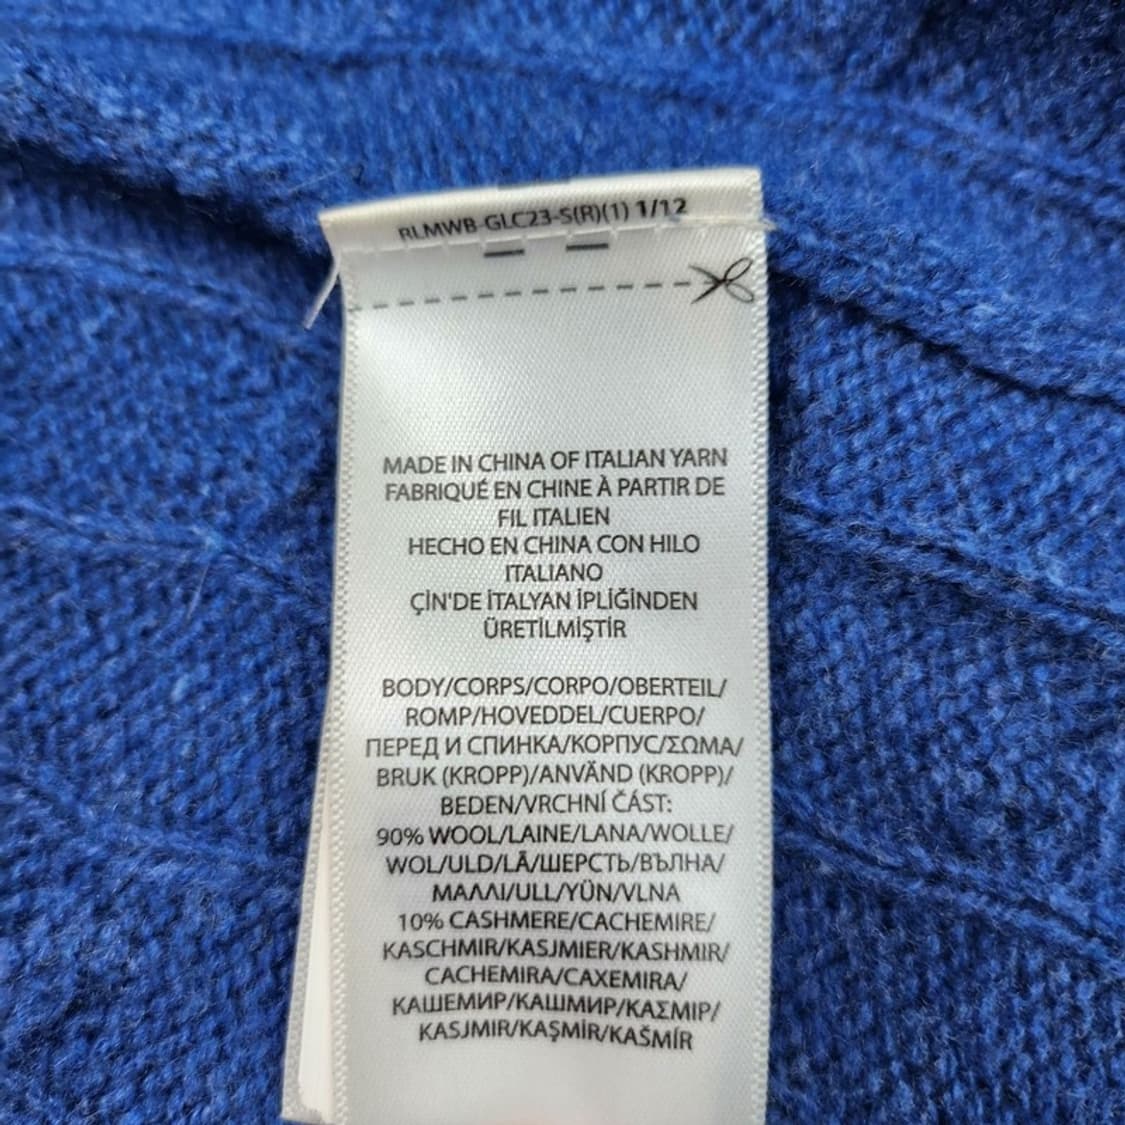 RLMWB-GLC23-S(R)(1) 1/12
MADE IN CHINA OF ITALIAN YARN
FABRIQUÉ EN CHINE À PARTIR DE
FIL ITALIEN
HECHO EN CHINA CON HILO
ITALIANO
ÇİN'DE İTALYAN İPLİĞİNDEN
ÜRETİLMİŞTİR
BODY/CORPS/CORPO/OBERTEIL/
ROMP/HOVEDDEL/CUERPO/
ПЕРЕД И СПИНКА/КОРПУС/ΣΩΜΑ/
BRUK (KROPP)/ANVÄND (KROPP)/
BEDEN/VRCHNÍ ČÁST:
90% WOOL/LAINE/LANA/WOLLE/
WOL/ULD/LÃ/ШЕРСТЬ/ВЪЛНА/
ΜΑΛΛΙ/ULL/YÜN/VLNA
10% CASHMERE/CACHEMIRE/
KASCHMIR/KASJMIER/KASHMIR/
CACHEMIRA/CAXEMIRA/
КАШЕМИР/КАШМИР/ΚΑΣΜΙΡ/
KASJMIR/KAŞMİR/KAŠMÍR